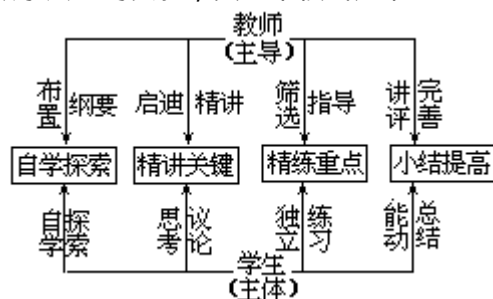 教师
(主导)
布置 纲要 启迪 精讲 筛选 指导 讲评 完善
自学探索 精讲关键 精练重点 小结提高
自学 探索 思考 议论 独立 练习 能动 总结
学生
(主体)